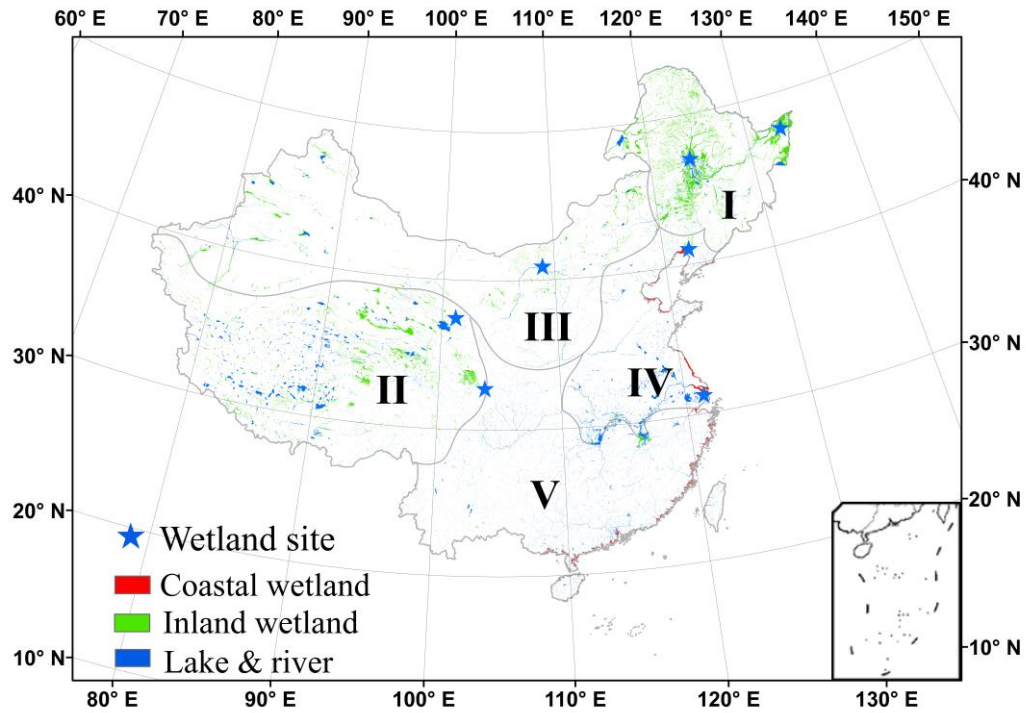 60° E 70° E 80° E 90° E 100° E 110° E 120° E 130° E 140° E 150° E
40° N 40° N
I
III
30° N 30° N
II IV
V
20° N 20° N
Wetland site
Coastal wetland
Inland wetland
Lake & river
10° N 10° N
80° E 90° E 100° E 110° E 120° E 130° E